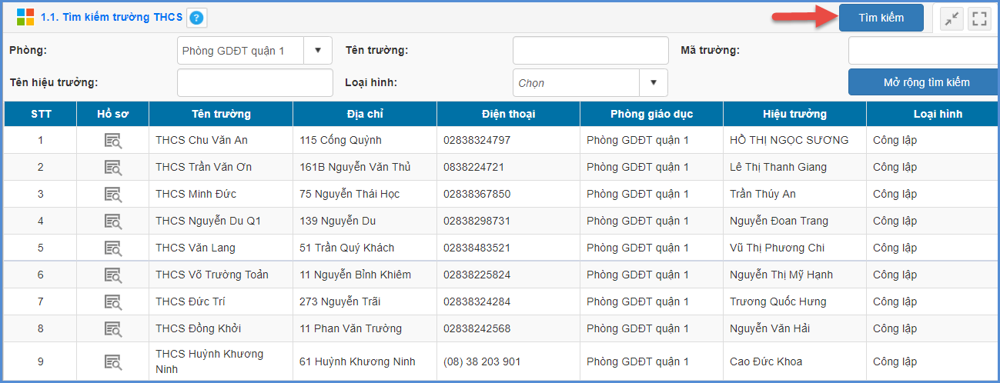 1.1. Tìm kiếm trường THCS ? Tìm kiếm
Phòng: Phòng GDĐT quận 1 Tên trường: Mã trường:
Tên hiệu trưởng: Loại hình: Chọn Mở rộng tìm kiếm
STT Hồ sơ Tên trường Địa chỉ Điện thoại Phòng giáo dục Hiệu trưởng Loại hình
1 THCS Chu Văn An 115 Cống Quỳnh 02838324797 Phòng GDĐT quận 1 HỒ THỊ NGỌC SƯƠNG Công lập
2 THCS Trần Văn Ơn 161B Nguyễn Văn Thủ 0838224721 Phòng GDĐT quận 1 Lê Thị Thanh Giang Công lập
3 THCS Minh Đức 75 Nguyễn Thái Học 02838367850 Phòng GDĐT quận 1 Trần Thúy An Công lập
4 THCS Nguyễn Du Q1 139 Nguyễn Du 02838298731 Phòng GDĐT quận 1 Nguyễn Đoan Trang Công lập
5 THCS Văn Lang 51 Trần Quý Khách 02838483521 Phòng GDĐT quận 1 Vũ Thị Phương Chi Công lập
6 THCS Võ Trường Toản 11 Nguyễn Bỉnh Khiêm 02838225824 Phòng GDĐT quận 1 Nguyễn Thị Mỹ Hạnh Công lập
7 THCS Đức Trí 273 Nguyễn Trãi 02838324284 Phòng GDĐT quận 1 Trương Quốc Hưng Công lập
8 THCS Đồng Khởi 11 Phan Văn Trường 02838242568 Phòng GDĐT quận 1 Nguyễn Văn Hải Công lập
9 THCS Huỳnh Khương Ninh 61 Huỳnh Khương Ninh (08) 38 203 901 Phòng GDĐT quận 1 Cao Đức Khoa Công lập